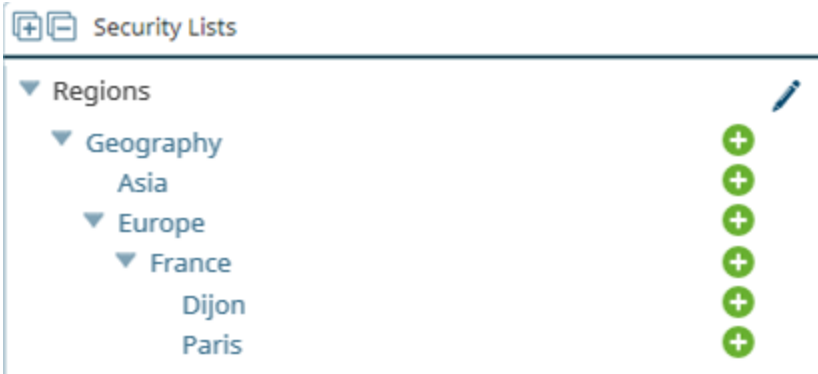 Security Lists
Regions
Geography
Asia
Europe
France
Dijon
Paris